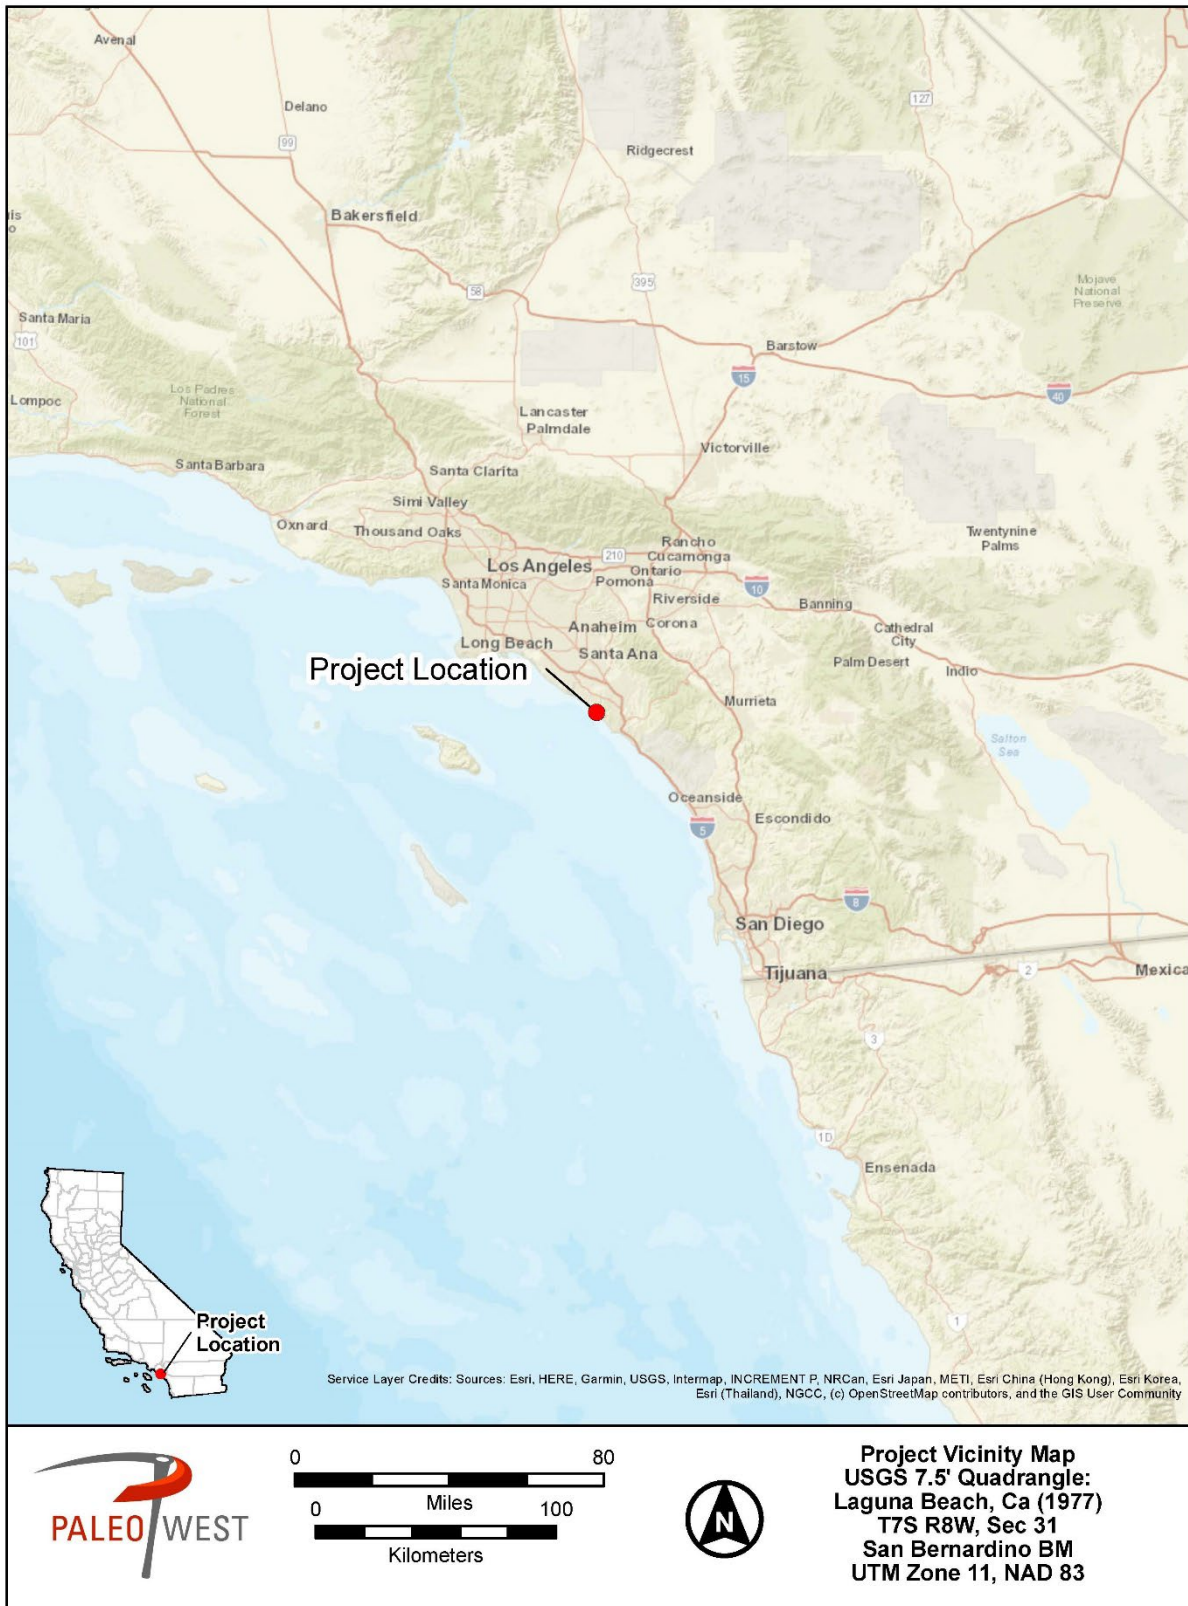 Avenal
Delano
99
127
Ridgecrest
Bakersfield
58
395
Mojave
National
Preserve
Santa Maria
101
Barstow
15
40
Los Padres
National
Forest
Lompoc
Lancaster
Palmdale
Victorville
Santa Barbara
Santa Clarita
Simi Valley
Oxnard
Thousand Oaks
Twentynine
Palms
Rancho
Cucamonga
210
Los Angeles
Ontario
Santa Monica
Pomona
10
Riverside
Banning
Anaheim
Corona
Cathedral
City
Long Beach
Santa Ana
Palm Desert
Indio
Project Location
Murrieta
Salton
Sea
Oceanside
Escondido
5
8
San Diego
Tijuana
2
Mexica
3
1D
Ensenada
1
Project
Location
Service Layer Credits: Sources: Esri, HERE, Garmin, USGS, Intermap, INCREMENT P, NRCan, Esri Japan, METI, Esri China (Hong Kong), Esri Korea,
Esri (Thailand), NGCC, (c) OpenStreetMap contributors, and the GIS User Community
PALEO WEST
0 80
Miles
0 100
Kilometers
N
Project Vicinity Map
USGS 7.5' Quadrangle:
Laguna Beach, Ca (1977)
T7S R8W, Sec 31
San Bernardino BM
UTM Zone 11, NAD 83